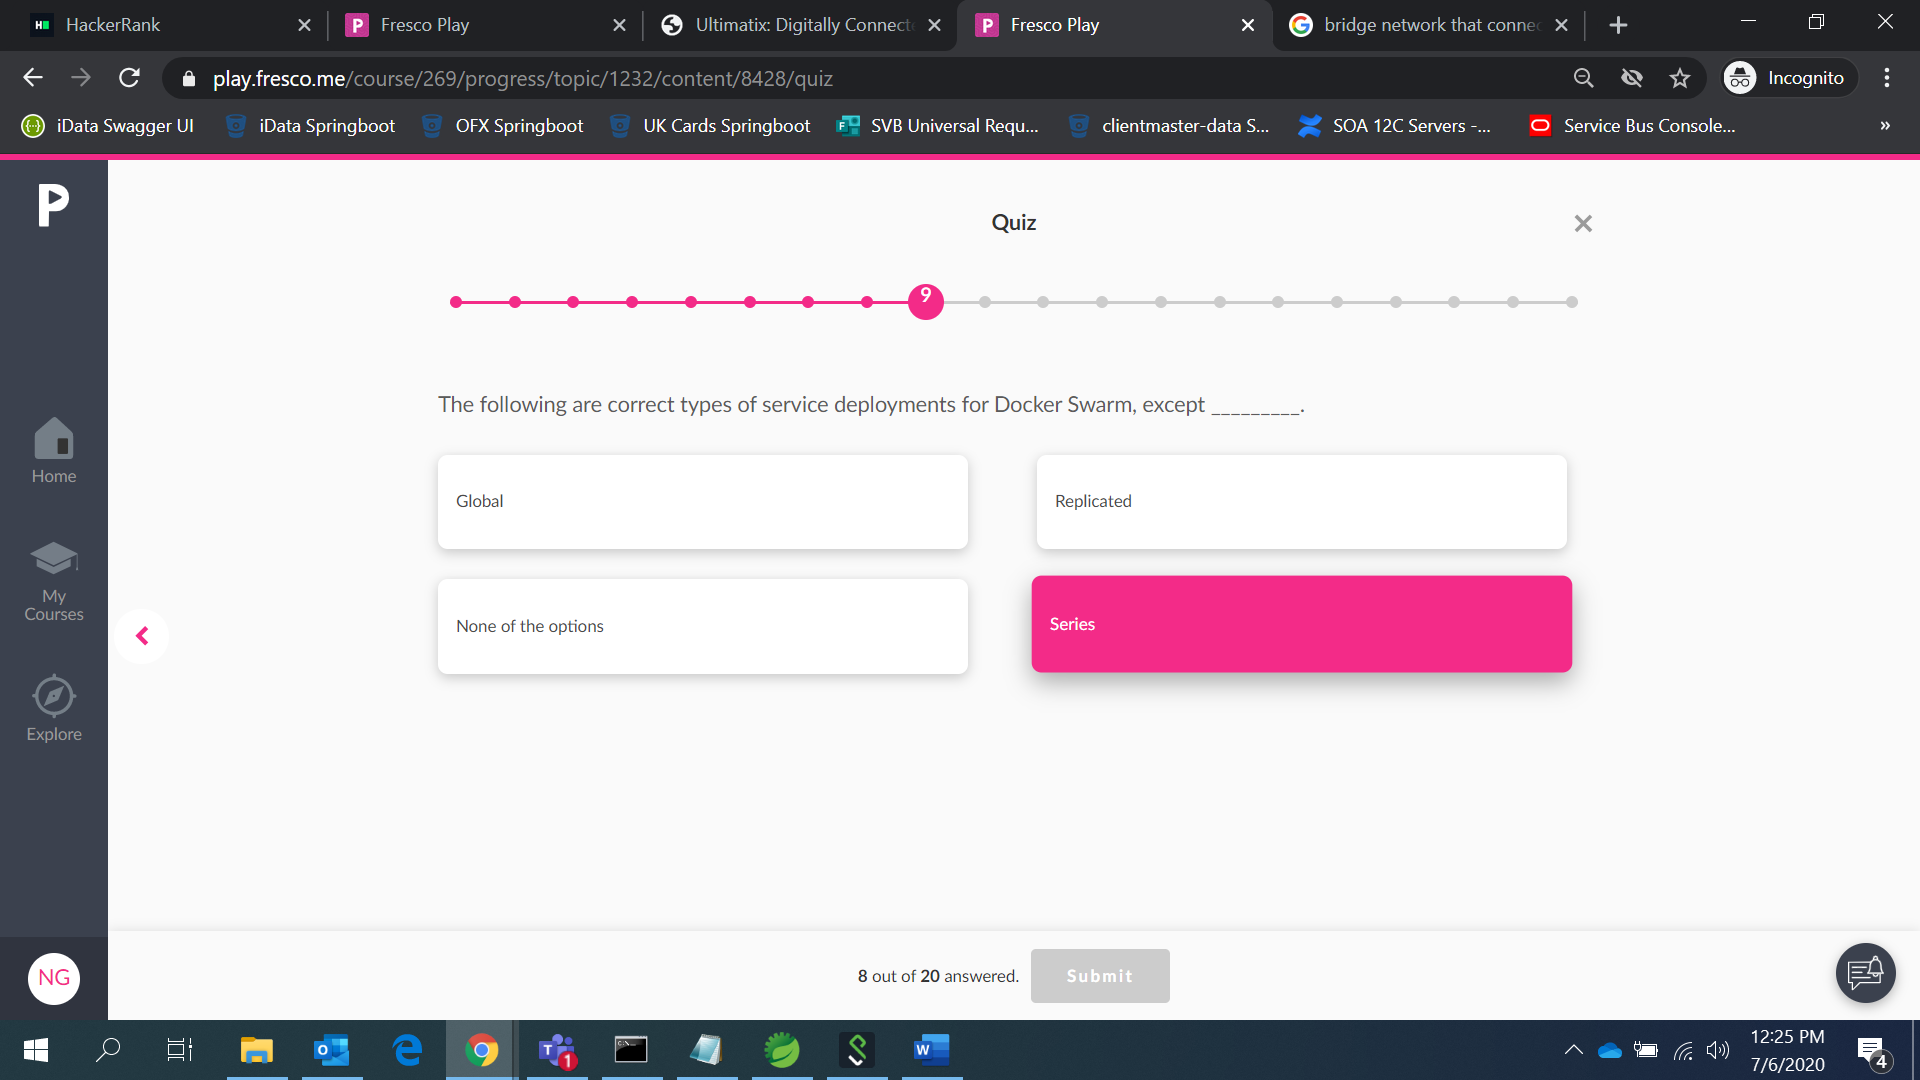 HackerRank
Fresco Play
Ultimatix: Digitally Connect
Fresco Play
bridge network that connec
play.fresco.me/course/269/progress/topic/1232/content/8428/quiz
Incognito
iData Swagger UI
iData Springboot
OFX Springboot
UK Cards Springboot
SVB Universal Requ...
clientmaster-data S...
SOA 12C Servers -...
Service Bus Console...
»
Quiz
9
The following are correct types of service deployments for Docker Swarm, except _________.
Global
Replicated
None of the options
Series
Home
My
Courses
Explore
NG
8 out of 20 answered.
Submit
12:25 PM
7/6/2020
1
4